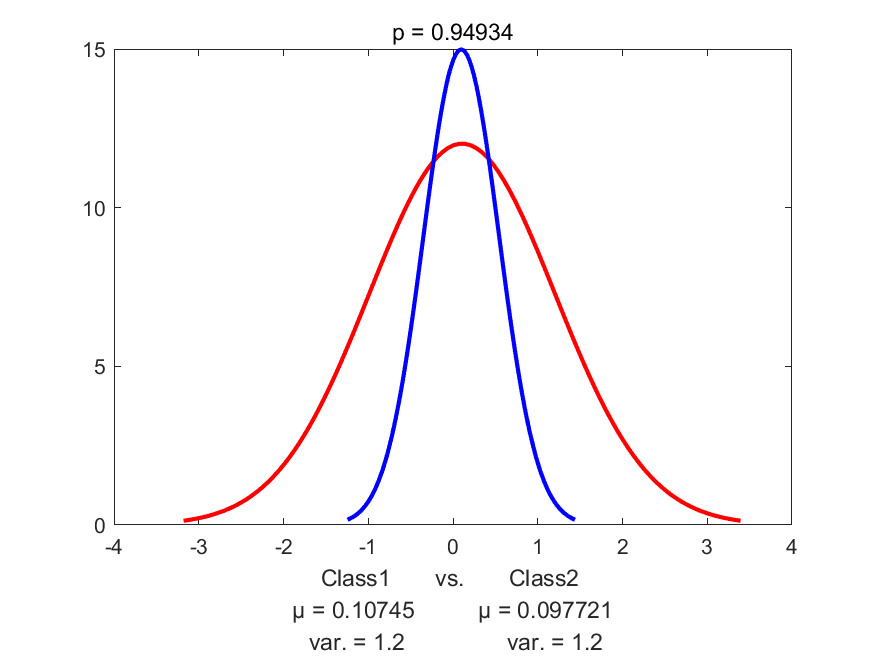 p = 0.94934
15
10
5
0
-4 -3 -2 -1 0 1 2 3 4
Class1 vs. Class2
μ = 0.10745 μ = 0.097721
var. = 1.2 var. = 1.2